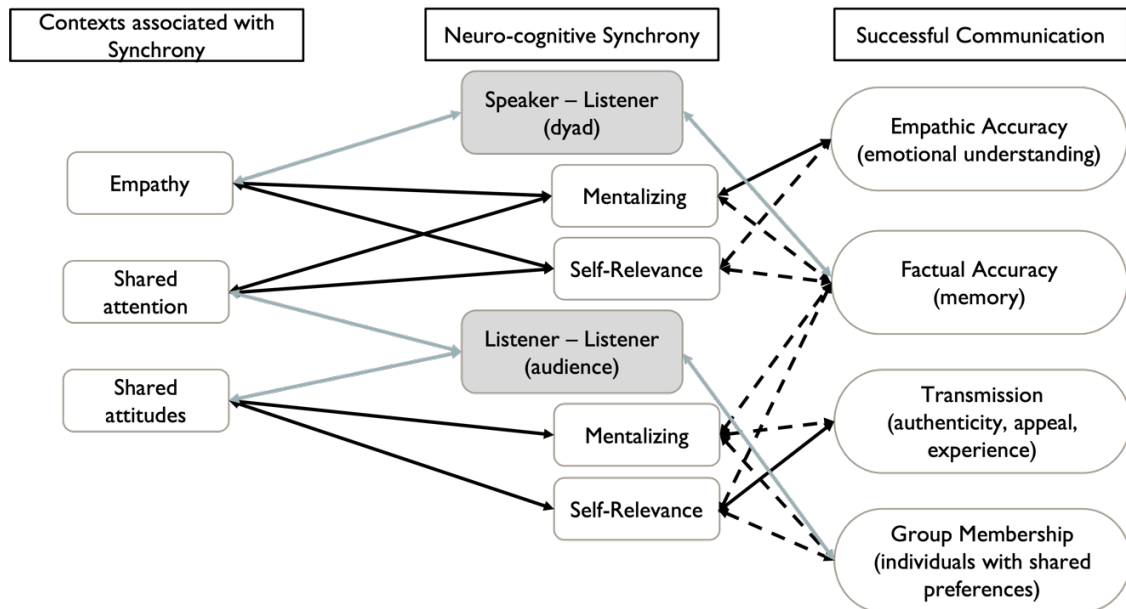 Contexts associated with
Synchrony
Neuro-cognitive Synchrony
Successful Communication
Speaker – Listener
(dyad)
Empathy
Mentalizing
Self-Relevance
Shared
attention
Listener – Listener
(audience)
Shared
attitudes
Mentalizing
Self-Relevance
Empathic Accuracy
(emotional understanding)
Factual Accuracy
(memory)
Transmission
(authenticity, appeal,
experience)
Group Membership
(individuals with shared
preferences)